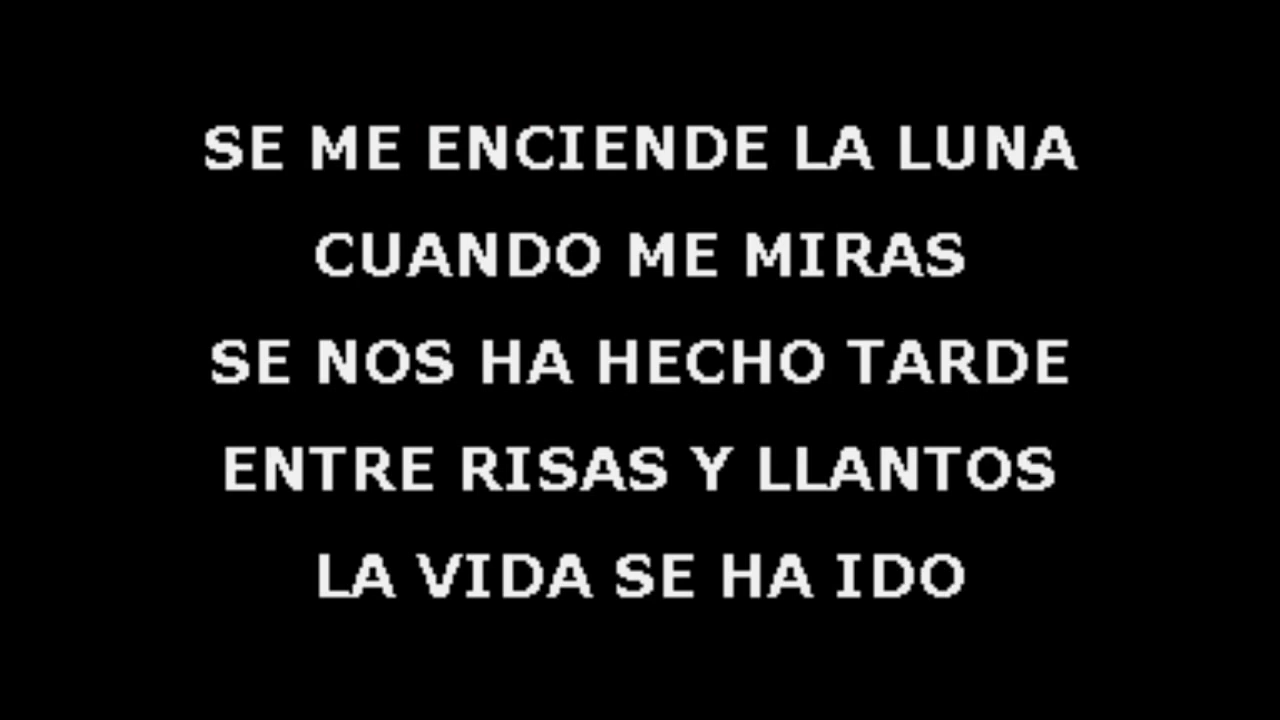 SE ME ENCIENDE LA LUNA
CUANDO ME MIRAS
SE NOS HA HECHO TARDE
ENTRE RISAS Y LLANTOS
LA VIDA SE HA IDO